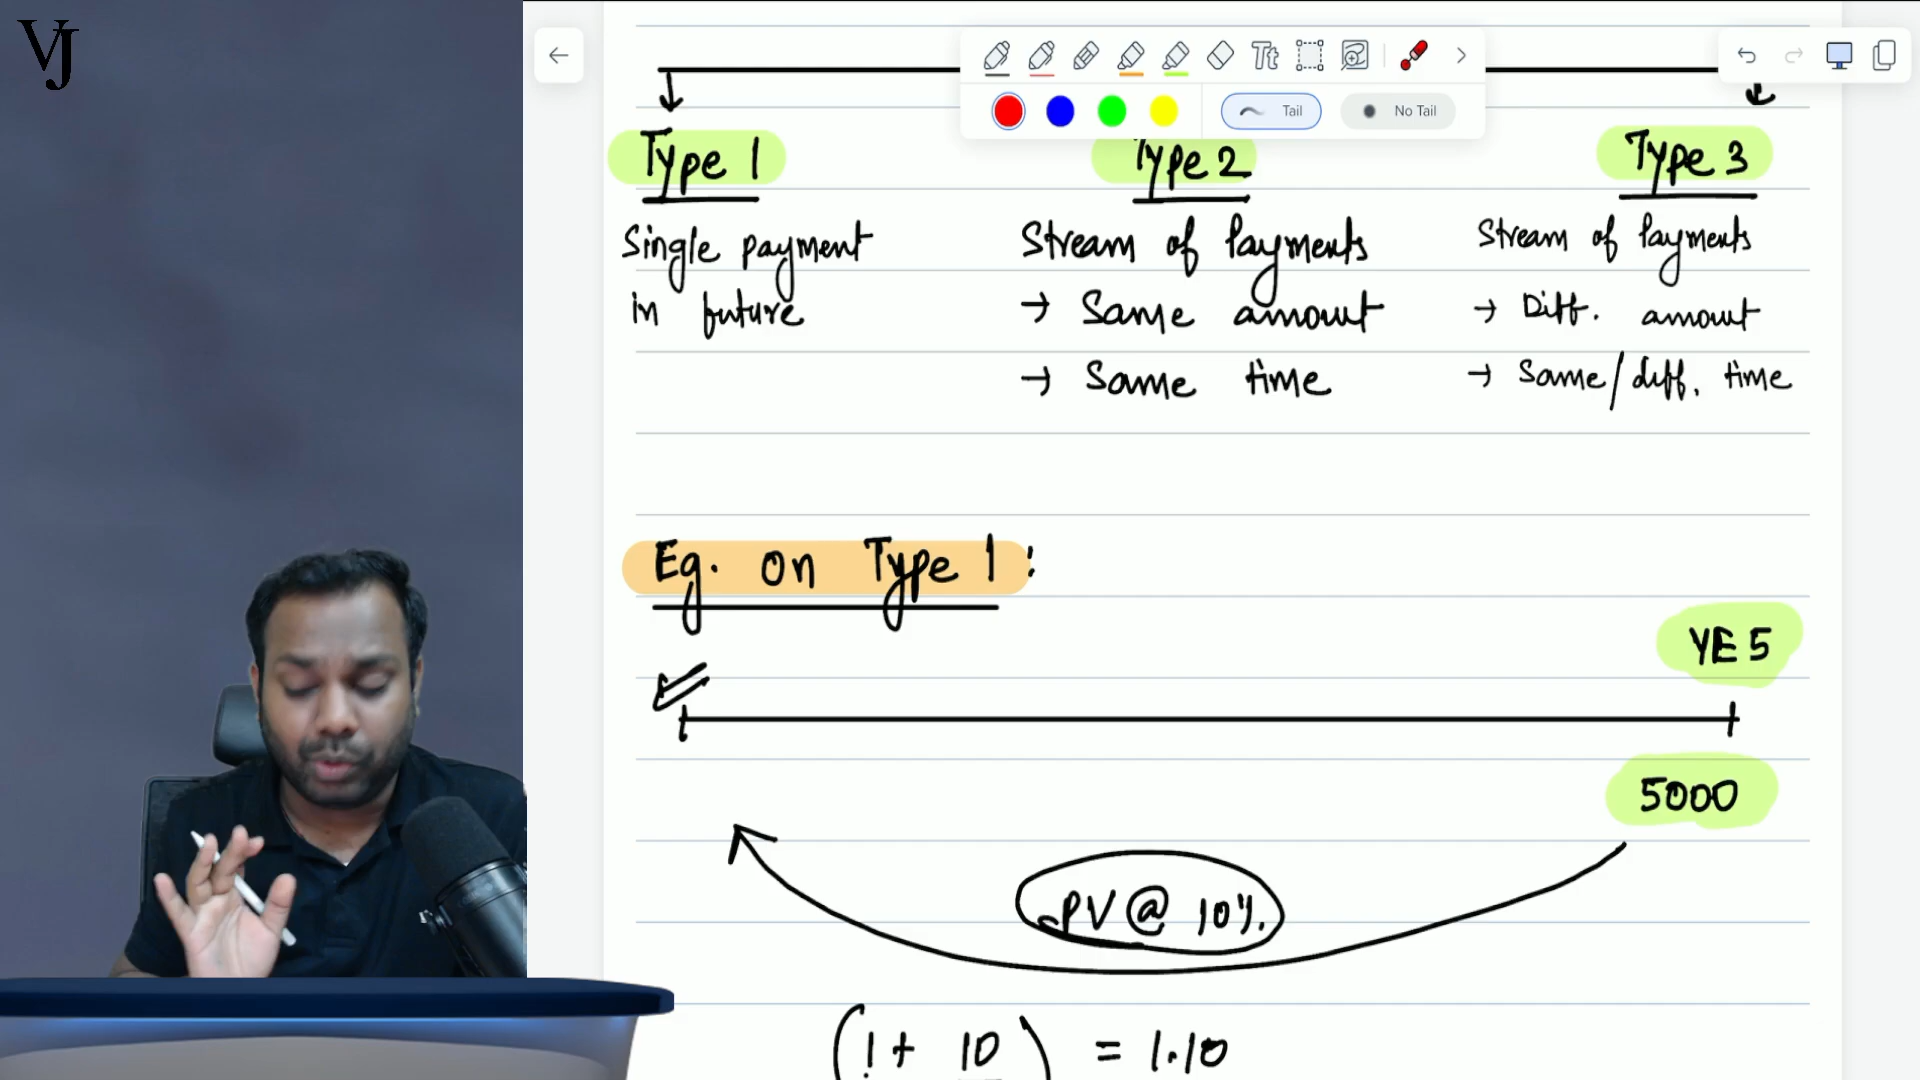 VJ
Tail
No Tail
Tt
Type 1
Type 2
Type 3
Single payment
in future
Stream of Payments
→ Same amount
→ Same time
Stream of Payments
→ Diff. amount
→ Same/diff. time
Eg. on Type 1:
YE 5
5000
PV @ 10%.
(1 + 10) = 1.10